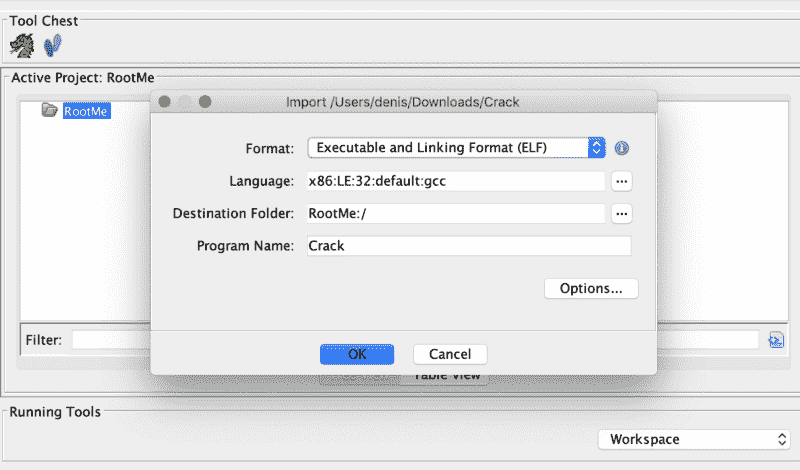 Tool Chest
Active Project: RootMe
Import /Users/denis/Downloads/Crack
RootMe
Format: Executable and Linking Format (ELF)
Language: x86:LE:32:default:gcc
Destination Folder: RootMe:/
Program Name: Crack
Options...
Filter:
OK Cancel
Table View
Running Tools
Workspace